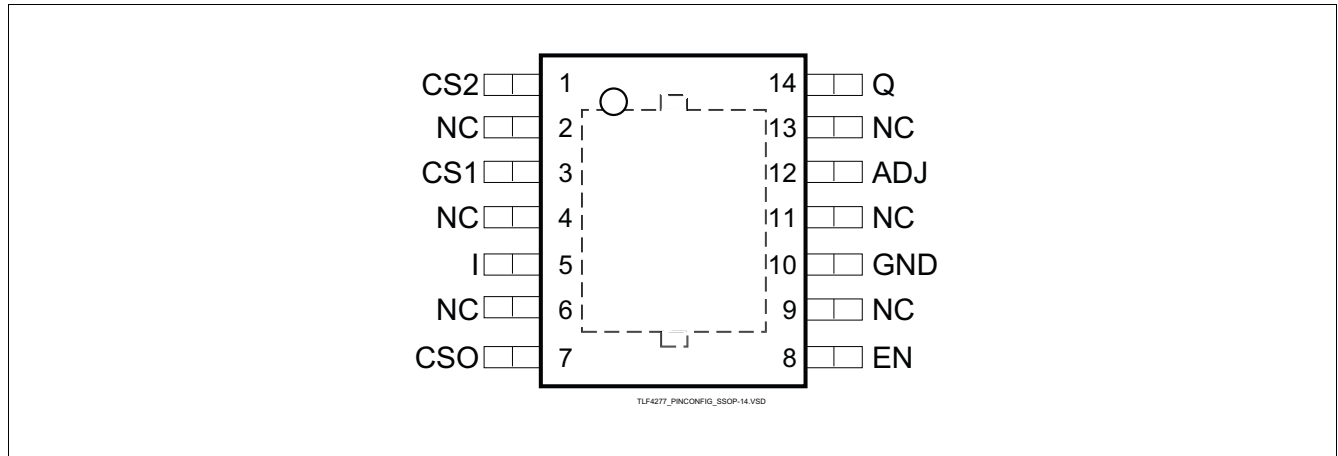 CS2 1 14 Q
NC 2 13 NC
CS1 3 12 ADJ
NC 4 11 NC
I 5 10 GND
NC 6 9 NC
CSO 7 8 EN
TLF4277_PINCONFIG_SSOP-14.VSD